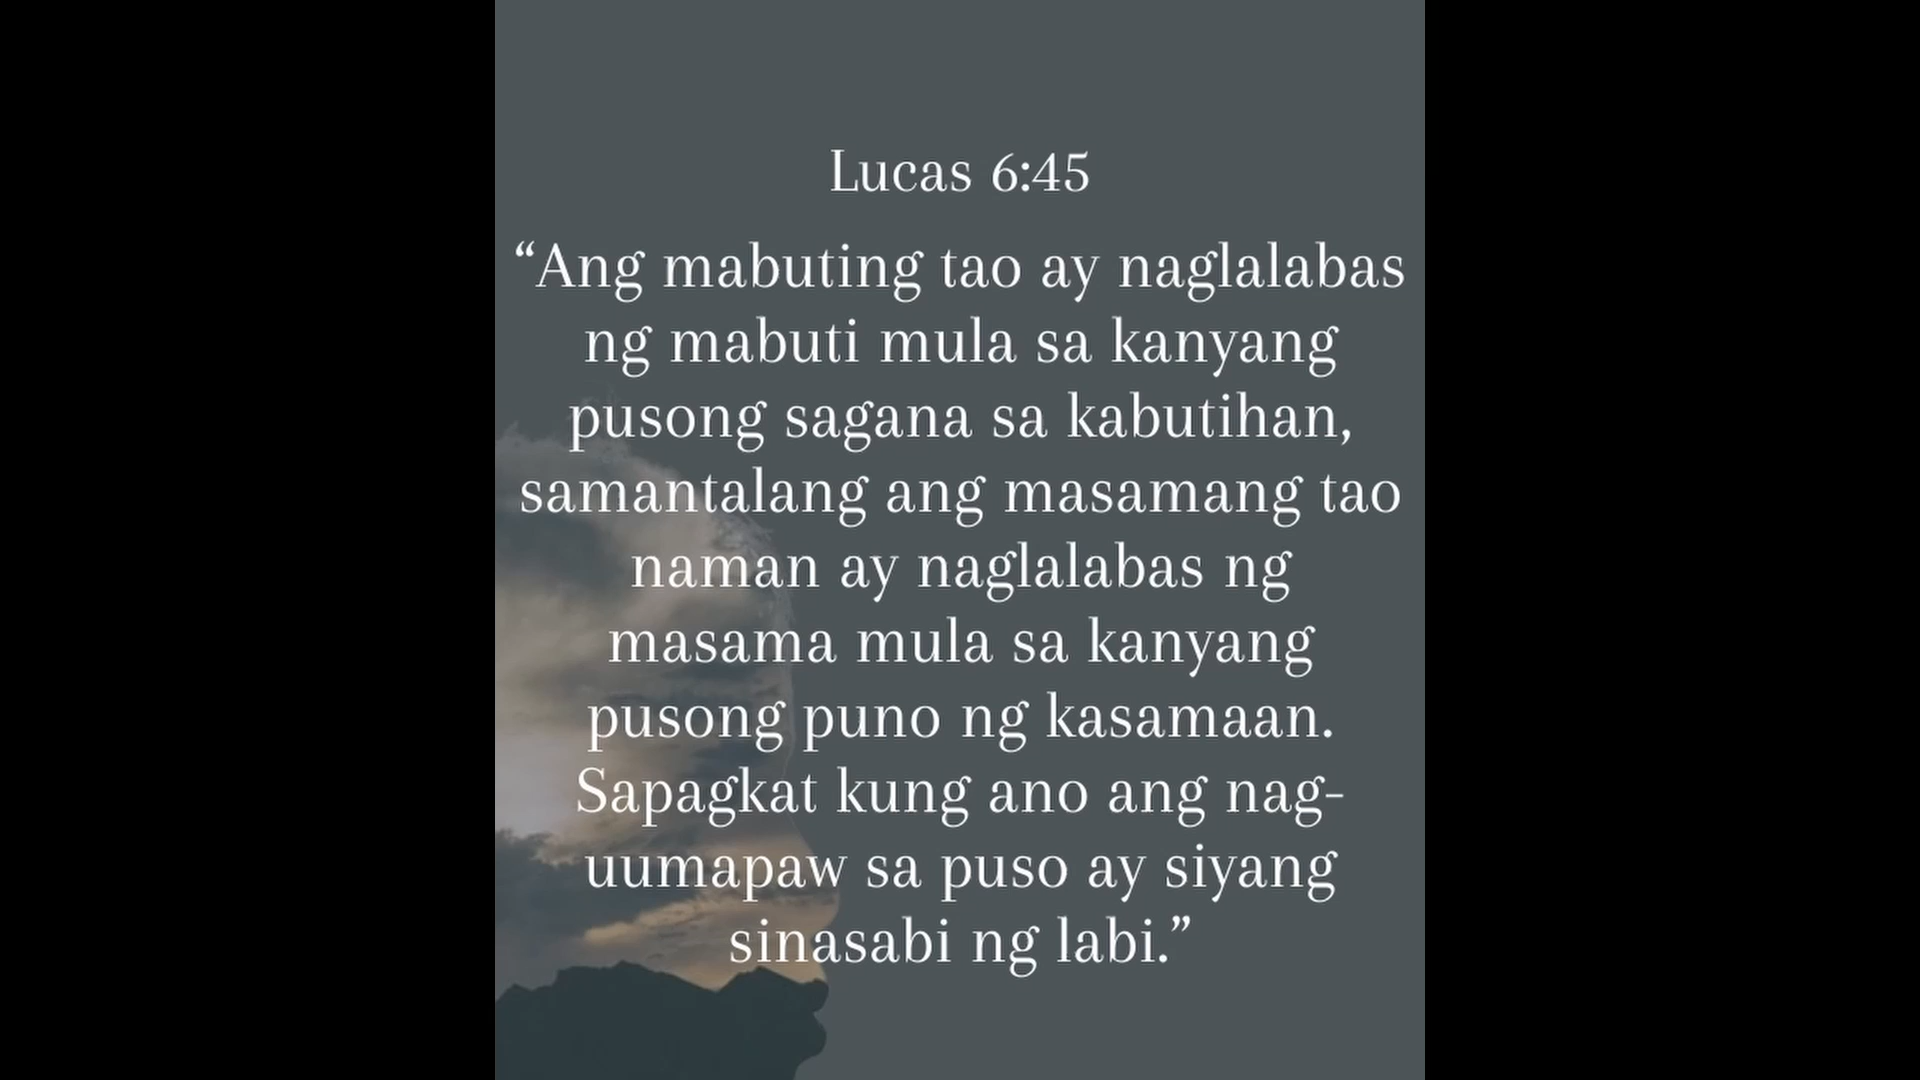 Lucas 6:45
“Ang mabuting tao ay naglalabas
ng mabuti mula sa kanyang
pusong sagana sa kabutihan,
samantalang ang masamang tao
naman ay naglalabas ng
masama mula sa kanyang
pusong puno ng kasamaan.
Sapagkat kung ano ang nag-
uumapaw sa puso ay siyang
sinasabi ng labi.”